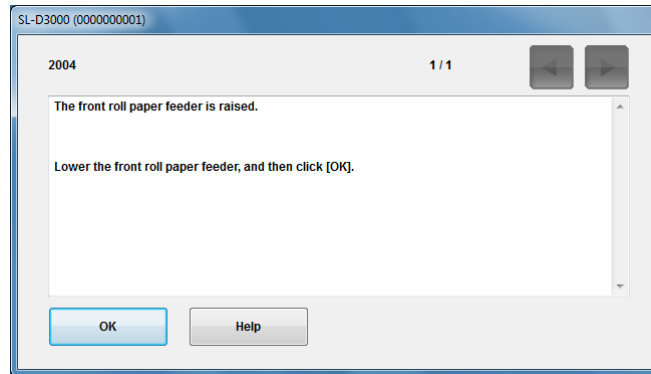 SL-D3000 (0000000001)
2004 1 / 1
The front roll paper feeder is raised.
Lower the front roll paper feeder, and then click [OK].
OK Help